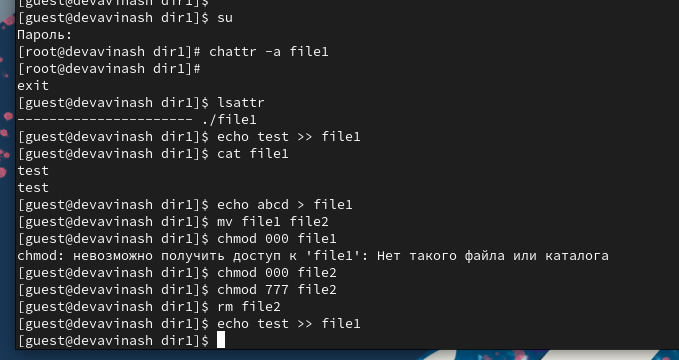 [guest@devavinash dir1]$
[guest@devavinash dir1]$ su
Пароль:
[root@devavinash dir1]# chattr -a file1
[root@devavinash dir1]#
exit
[guest@devavinash dir1]$ lsattr
---------------------- ./file1
[guest@devavinash dir1]$ echo test >> file1
[guest@devavinash dir1]$ cat file1
test
test
[guest@devavinash dir1]$ echo abcd > file1
[guest@devavinash dir1]$ mv file1 file2
[guest@devavinash dir1]$ chmod 000 file1
chmod: невозможно получить доступ к 'file1': Нет такого файла или каталога
[guest@devavinash dir1]$ chmod 000 file2
[guest@devavinash dir1]$ chmod 777 file2
[guest@devavinash dir1]$ rm file2
[guest@devavinash dir1]$ echo test >> file1
[guest@devavinash dir1]$